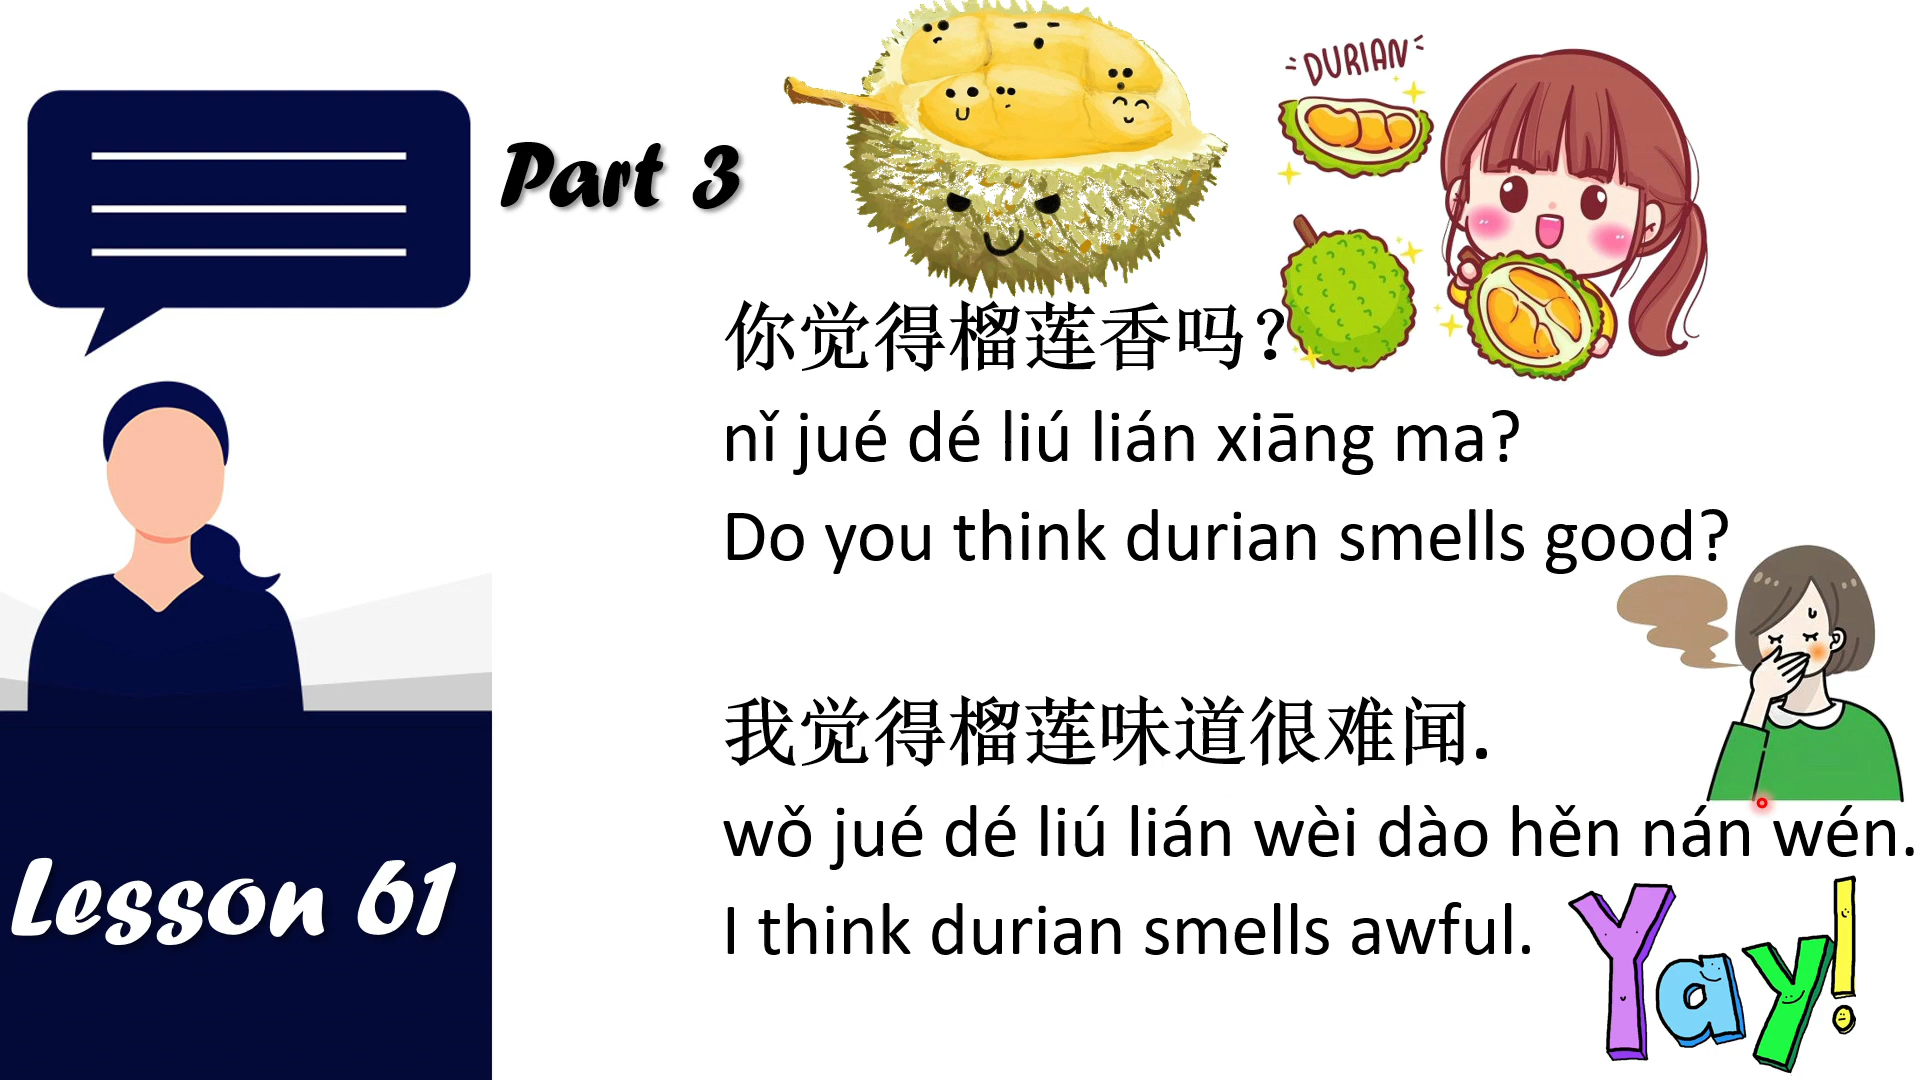 Part 3
DURIAN
你觉得榴莲香吗?
nǐ jué dé liú lián xiāng ma?
Do you think durian smells good?
我觉得榴莲味道很难闻.
wǒ jué dé liú lián wèi dào hěn nán wén.
I think durian smells awful.
Lesson 61
Yay!